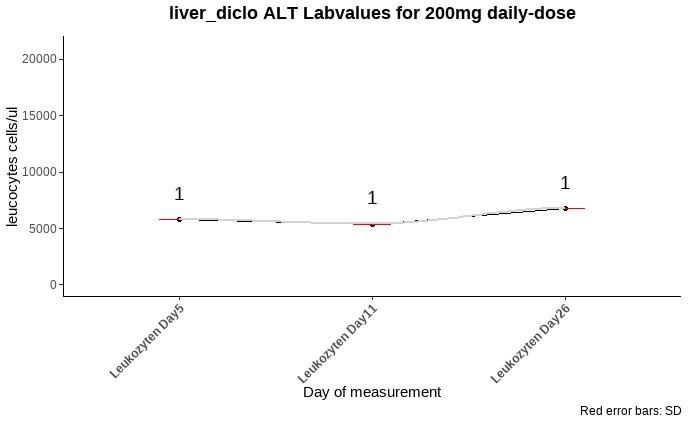 liver_diclo ALT Labvalues for 200mg daily-dose
leucocytes cells/ul
20000
15000
10000
5000
0
1
1
1
Leukozyten Day5
Leukozyten Day11
Leukozyten Day26
Day of measurement
Red error bars: SD